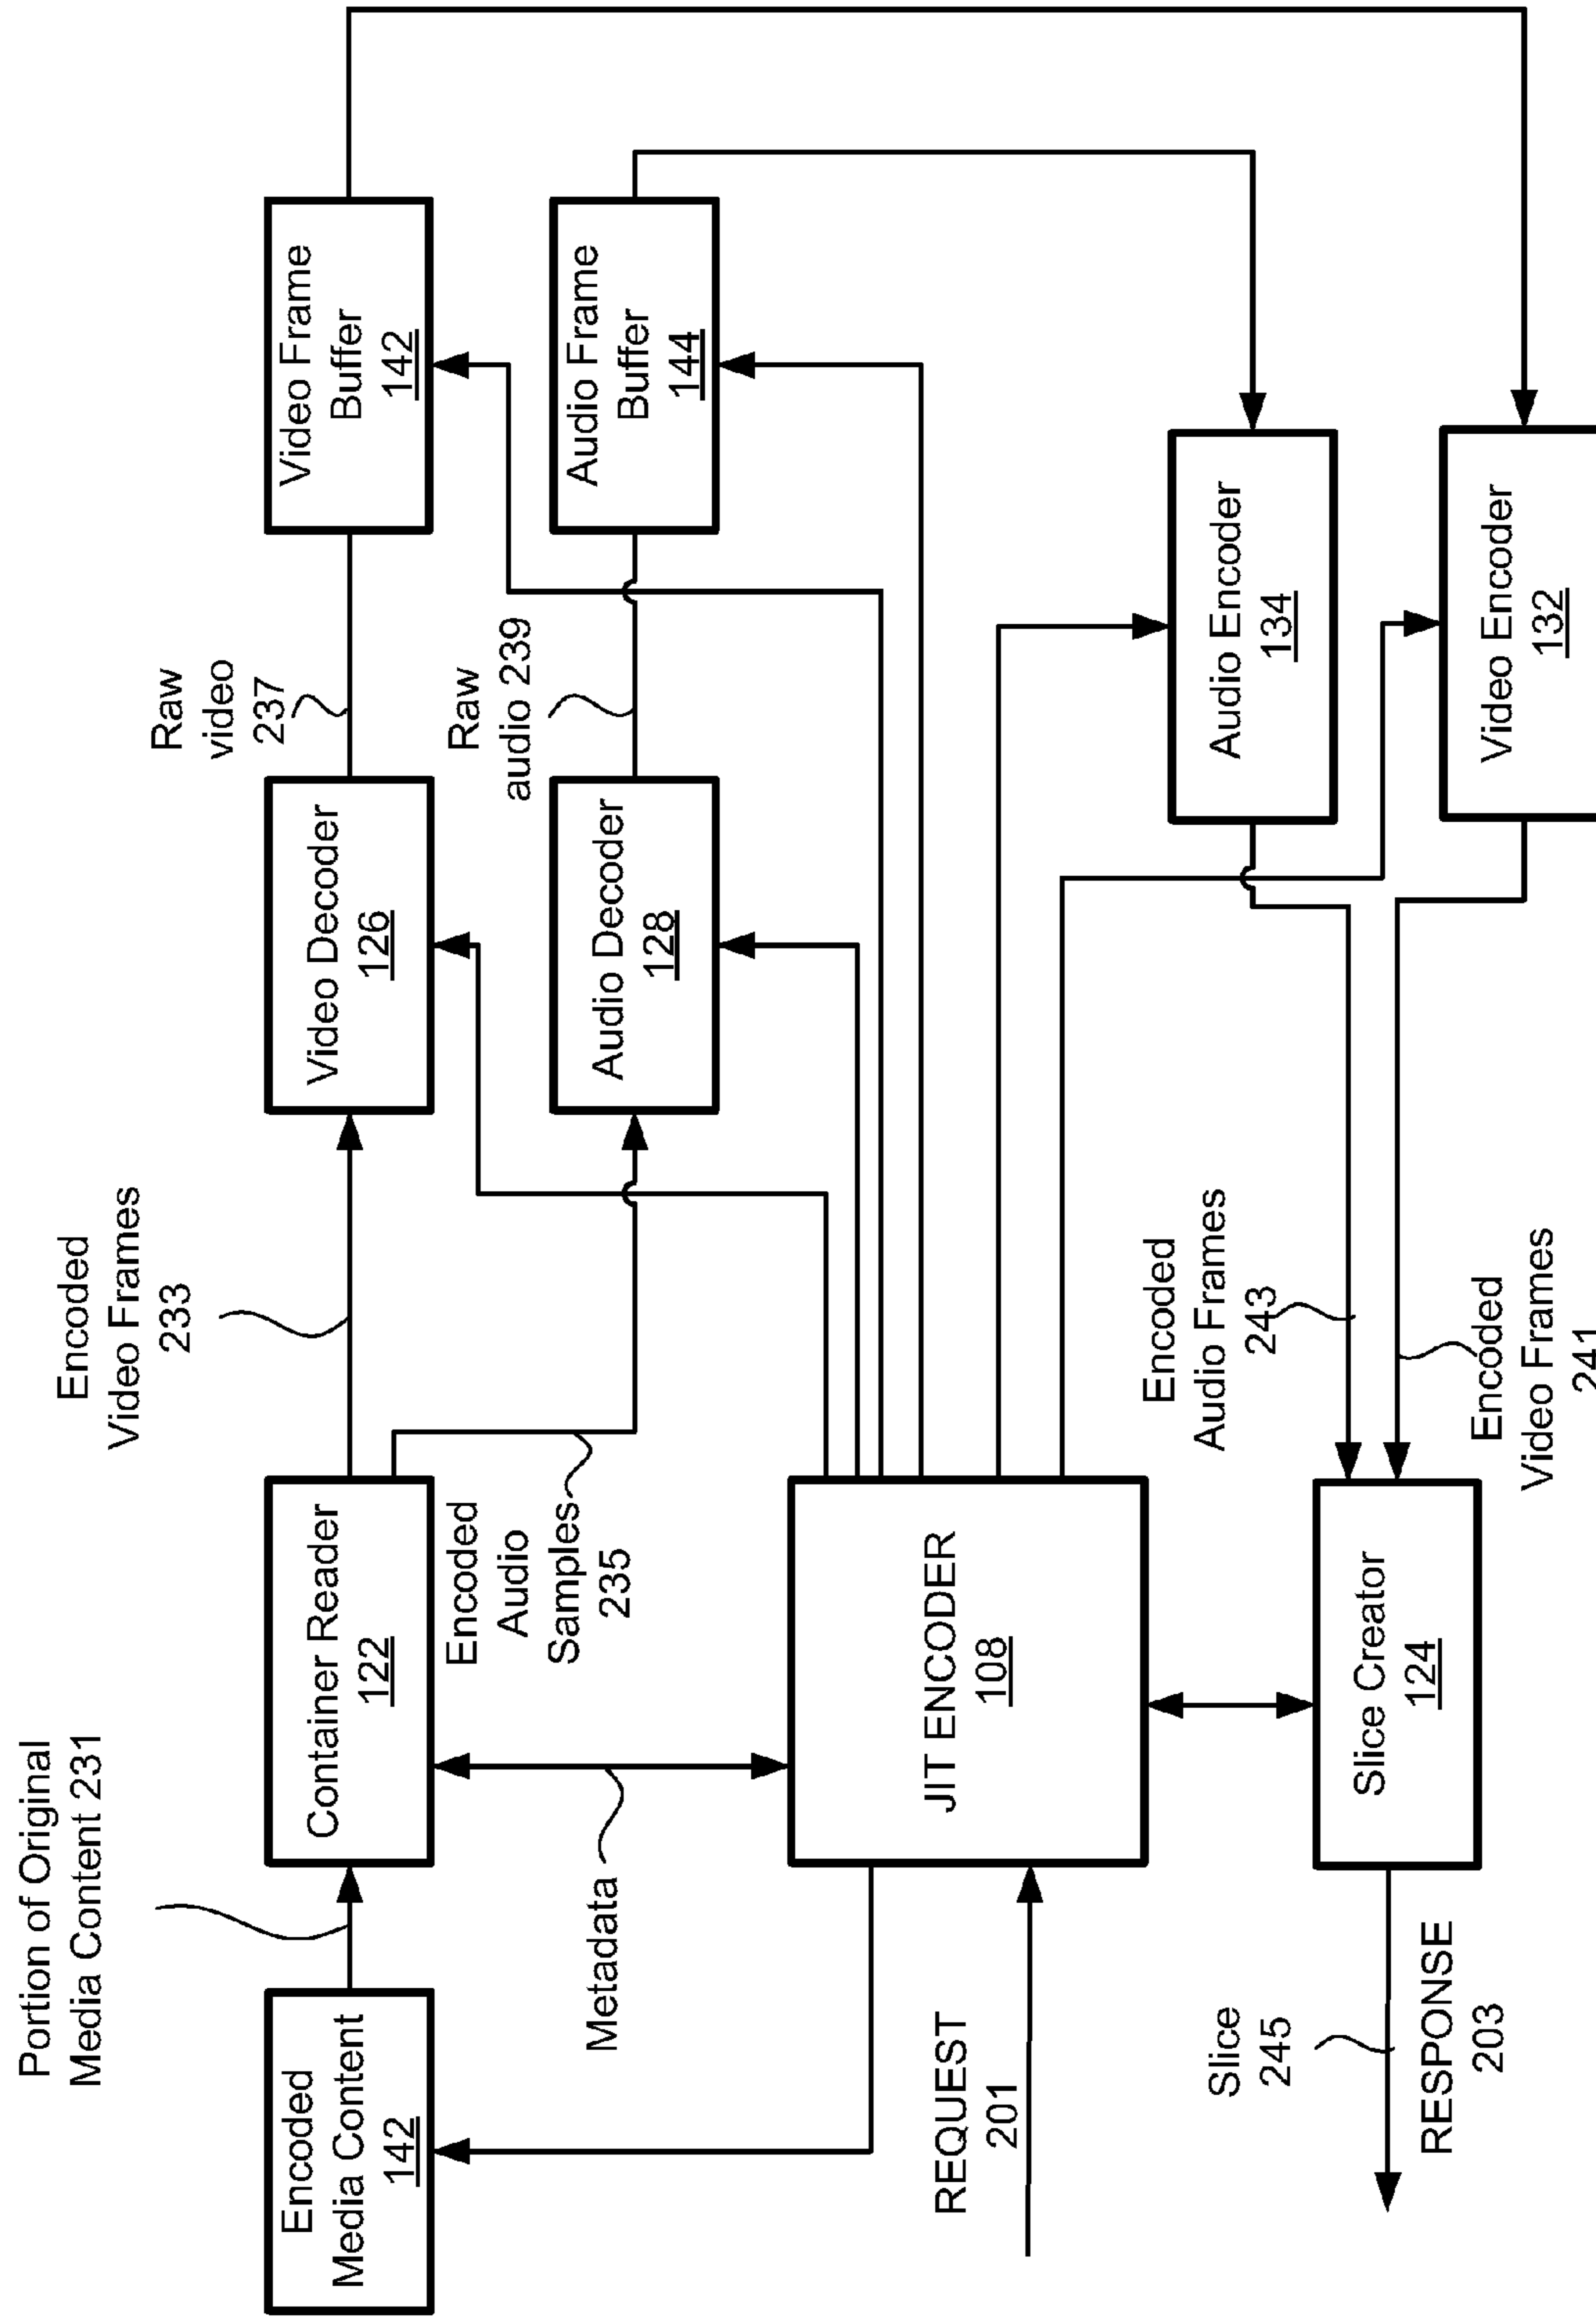 Portion of Original
Media Content 231
Encoded
Video Frames
233
Raw
video
237
Encoded
Media Content
142
Container Reader
122
Video Decoder
126
Video Frame
Buffer
142
Encoded
Audio
Samples
235
Raw
audio 239
Audio Decoder
128
Audio Frame
Buffer
144
Metadata
REQUEST
201
JIT ENCODER
108
Encoded
Audio Frames
243
Audio Encoder
134
Slice
245
RESPONSE
203
Slice Creator
124
Encoded
Video Frames
241
Video Encoder
132